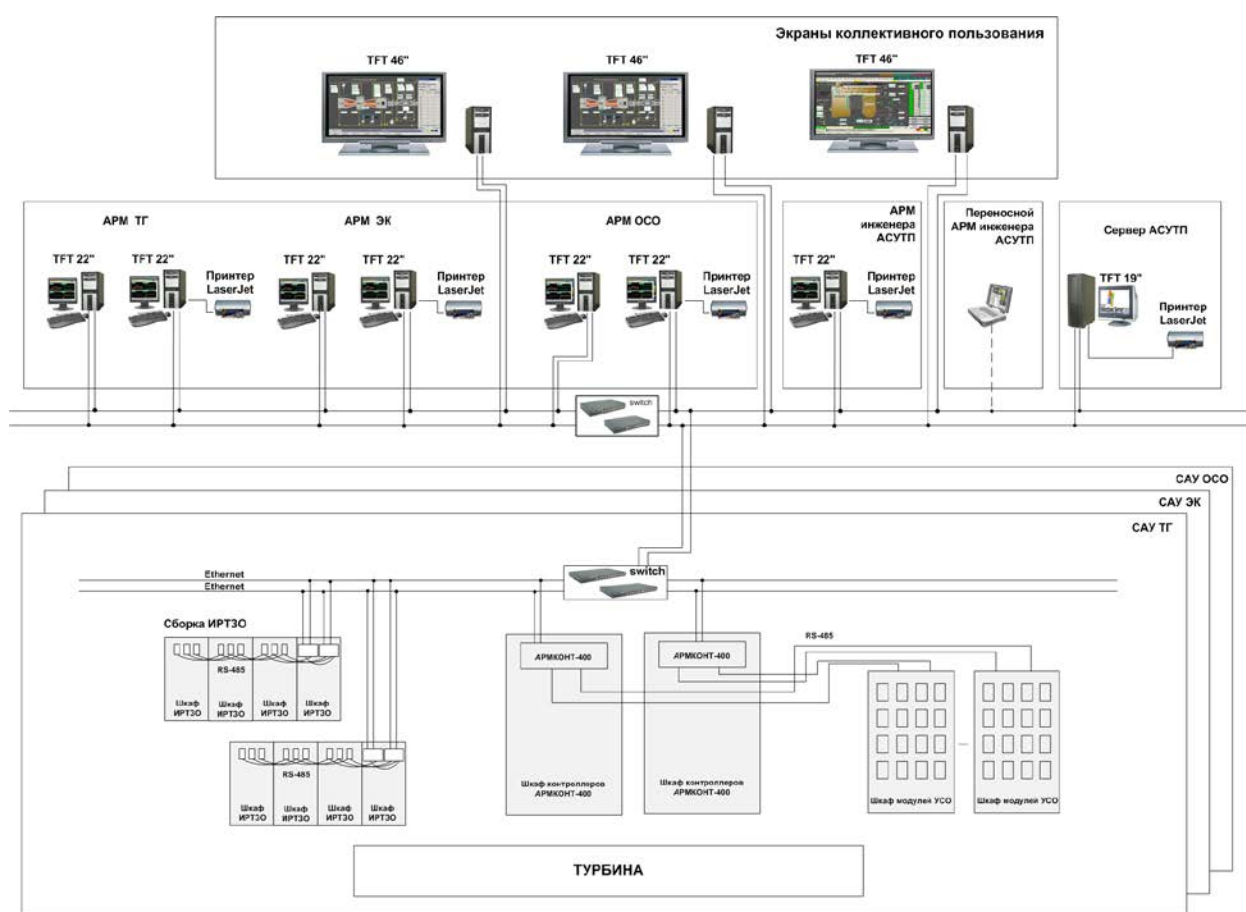 Экраны коллективного пользования
TFT 46"
TFT 46"
TFT 46"
АРМ ТГ
АРМ ЭК
АРМ ОСО
АРМ
инженера
АСУТП
Переносной
АРМ инженера
АСУТП
Сервер АСУТП
TFT 22"
TFT 22"
Принтер
LaserJet
TFT 22"
TFT 22"
Принтер
LaserJet
TFT 22"
TFT 22"
Принтер
LaserJet
TFT 22"
Принтер
LaserJet
TFT 19"
Принтер
LaserJet
switch
САУ ОСО
САУ ЭК
САУ ТГ
Ethernet
Ethernet
switch
Сборка ИРТЗО
RS-485
Шкаф
ИРТЗО
Шкаф
ИРТЗО
Шкаф
ИРТЗО
Шкаф
ИРТЗО
RS-485
Шкаф
ИРТЗО
Шкаф
ИРТЗО
Шкаф
ИРТЗО
Шкаф
ИРТЗО
АРМКОНТ-400
АРМКОНТ-400
RS-485
Шкаф контроллеров
АРМКОНТ-400
Шкаф контроллеров
АРМКОНТ-400
Шкаф модулей УСО
Шкаф модулей УСО
ТУРБИНА